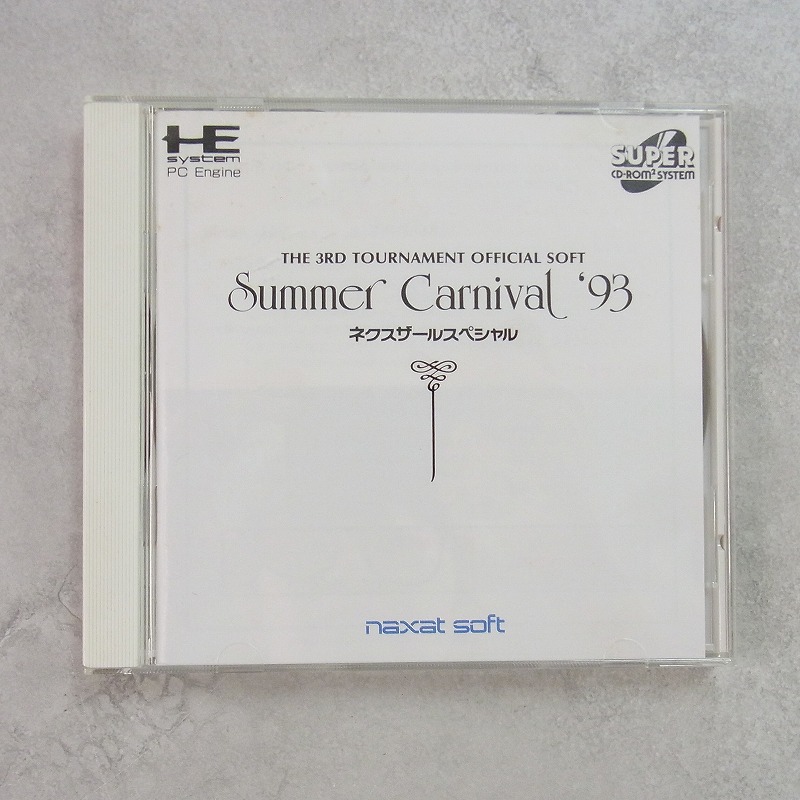 HE
system
PC Engine
SUPER
CD-ROM² SYSTEM
THE 3RD TOURNAMENT OFFICIAL SOFT
Summer Carnival '93
ネクスザールスペシャル
naxat soft